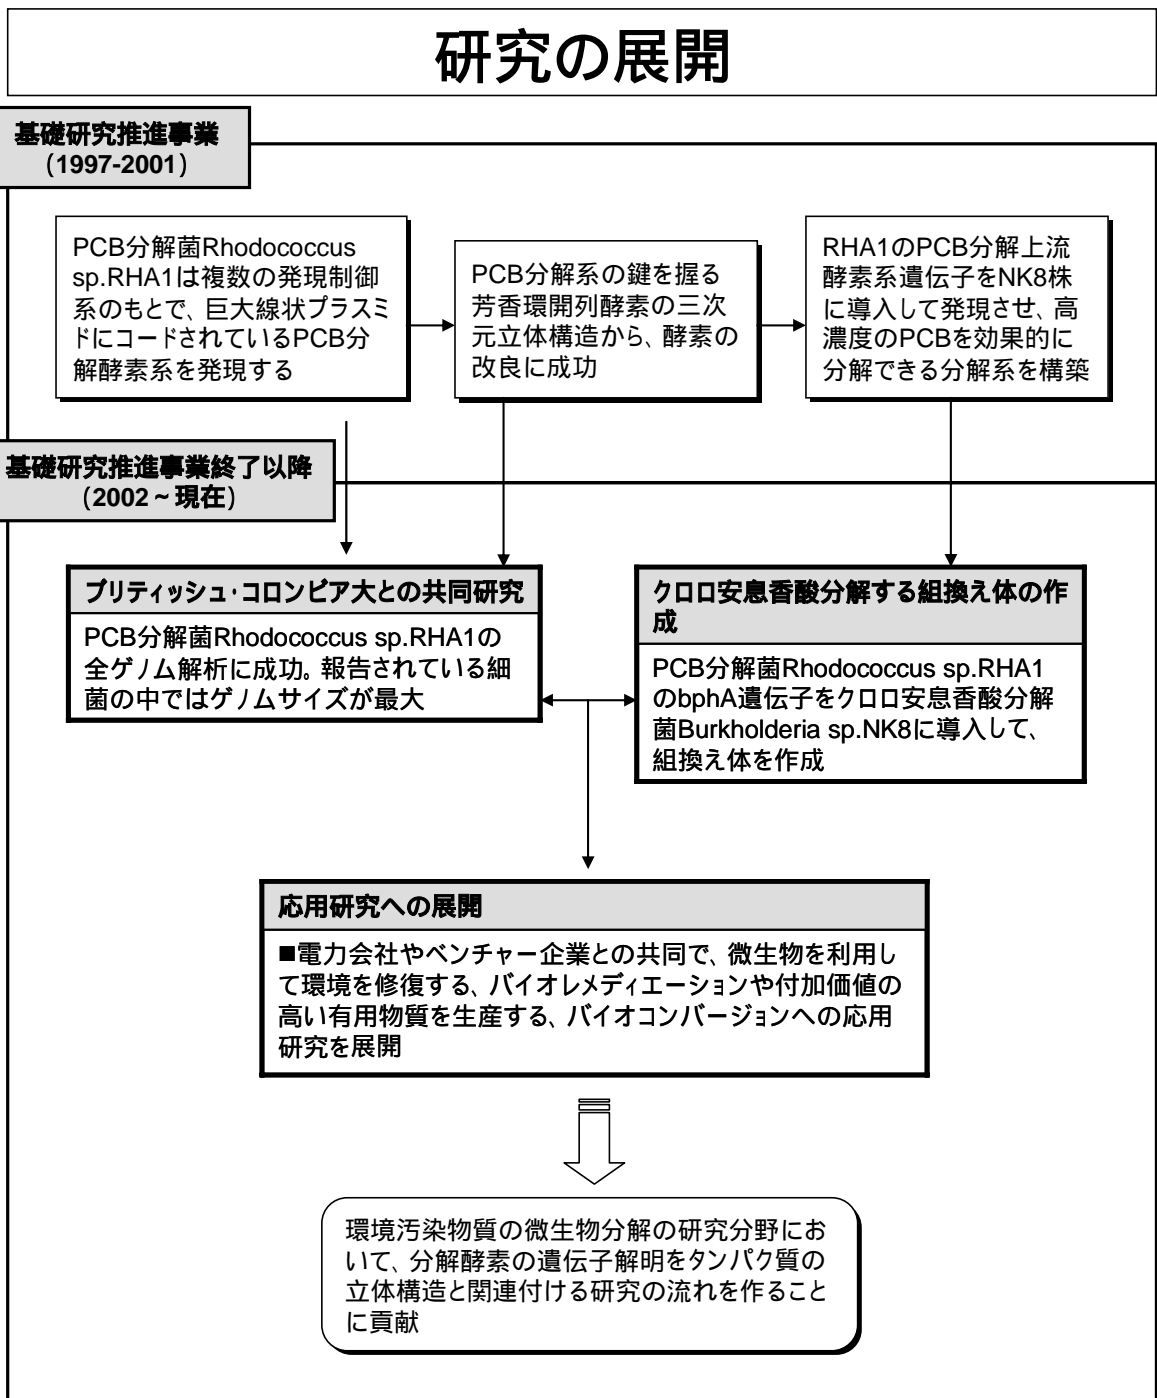 研究の展開
基礎研究推進事業
(1997-2001)
PCB分解菌Rhodococcus
sp.RHA1は複数の発現制御
系のもとで、巨大線状プラスミ
ドにコードされているPCB分
解酵素系を発現する
PCB分解系の鍵を握る
芳香環開列酵素の三次
元立体構造から、酵素の
改良に成功
RHA1のPCB分解上流
酵素系遺伝子をNK8株
に導入して発現させ、高
濃度のPCBを効果的に
分解できる分解系を構築
基礎研究推進事業終了以降
(2002～現在)
ブリティッシュ・コロンビア大との共同研究
PCB分解菌Rhodococcus sp.RHA1の
全ゲノム解析に成功。報告されている細
菌の中ではゲノムサイズが最大
クロロ安息香酸分解する組換え体の作
成
PCB分解菌Rhodococcus sp.RHA1
のbphA遺伝子をクロロ安息香酸分解
菌Burkholderia sp.NK8に導入して、
組換え体を作成
応用研究への展開
■電力会社やベンチャー企業との共同で、微生物を利用し
て環境を修復する、バイオレメディエーションや付加価値の
高い有用物質を生産する、バイオコンバージョンへの応用
研究を展開
環境汚染物質の微生物分解の研究分野にお
いて、分解酵素の遺伝子解明をタンパク質の
立体構造と関連付ける研究の流れを作ること
に貢献